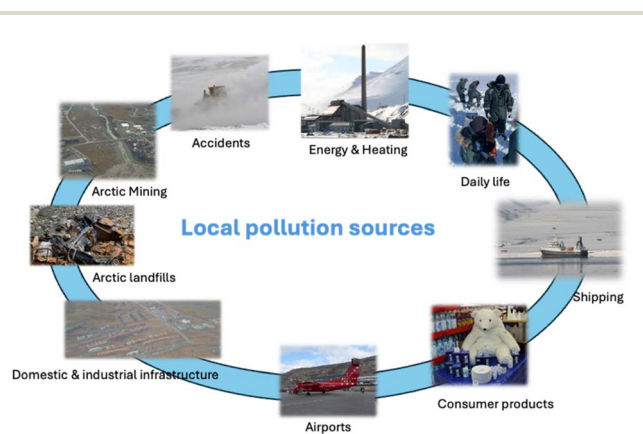 Accidents
Energy & Heating
Daily life
Arctic Mining
Local pollution sources
Arctic landfills
Shipping
Domestic & industrial infrastructure
Consumer products
Airports